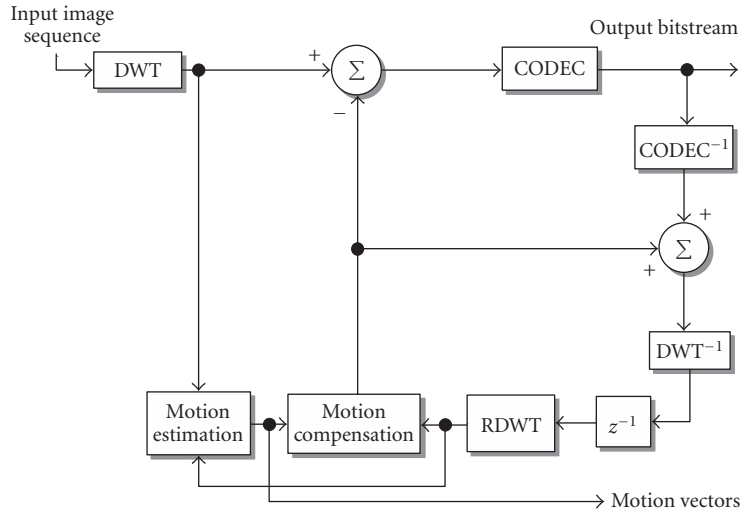 Input image
sequence
Output bitstream
DWT
+
Σ
CODEC
−
CODEC⁻¹
+
Σ
+
DWT⁻¹
Motion
estimation
Motion
compensation
RDWT
z⁻¹
Motion vectors